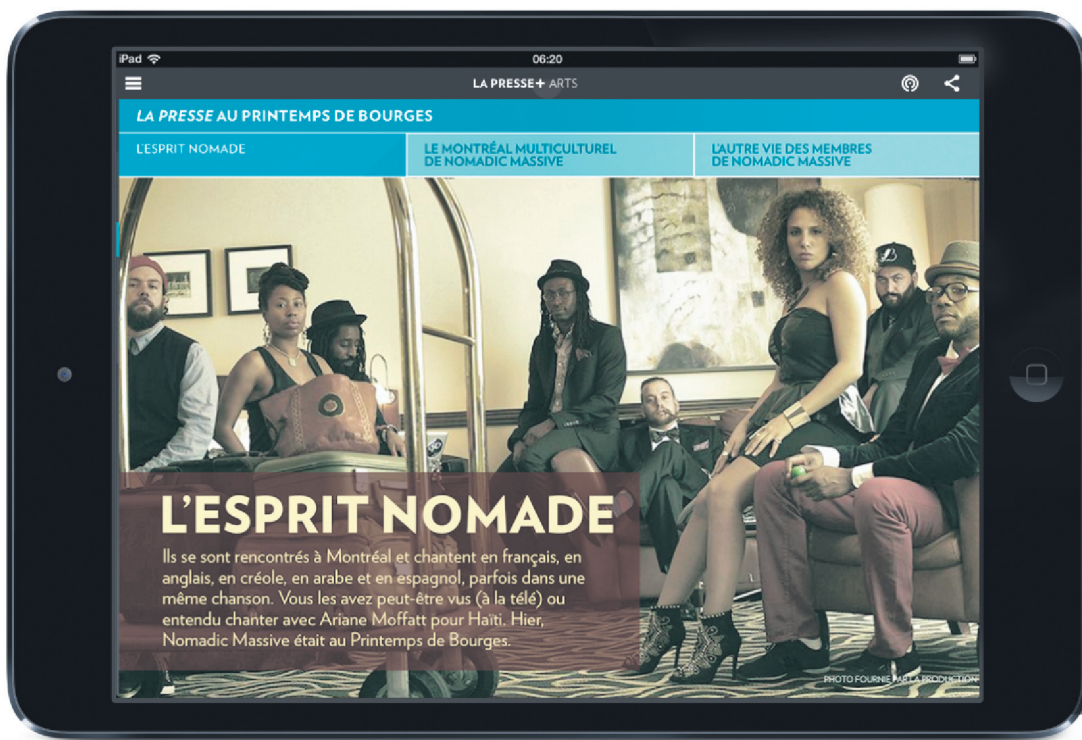 iPad 06:20
LA PRESSE+ ARTS
LA PRESSE AU PRINTEMPS DE BOURGES
L'ESPRIT NOMADE
LE MONTRÉAL MULTICULTUREL
DE NOMADIC MASSIVE
L'AUTRE VIE DES MEMBRES
DE NOMADIC MASSIVE
L'ESPRIT NOMADE
Ils se sont rencontrés à Montréal et chantent en français, en
anglais, en créole, en arabe et en espagnol, parfois dans une
même chanson. Vous les avez peut-être vus (à la télé) ou
entendu chanter avec Ariane Moffatt pour Haïti. Hier,
Nomadic Massive était au Printemps de Bourges.
PHOTO FOURNIE PAR LA PRODUCTION